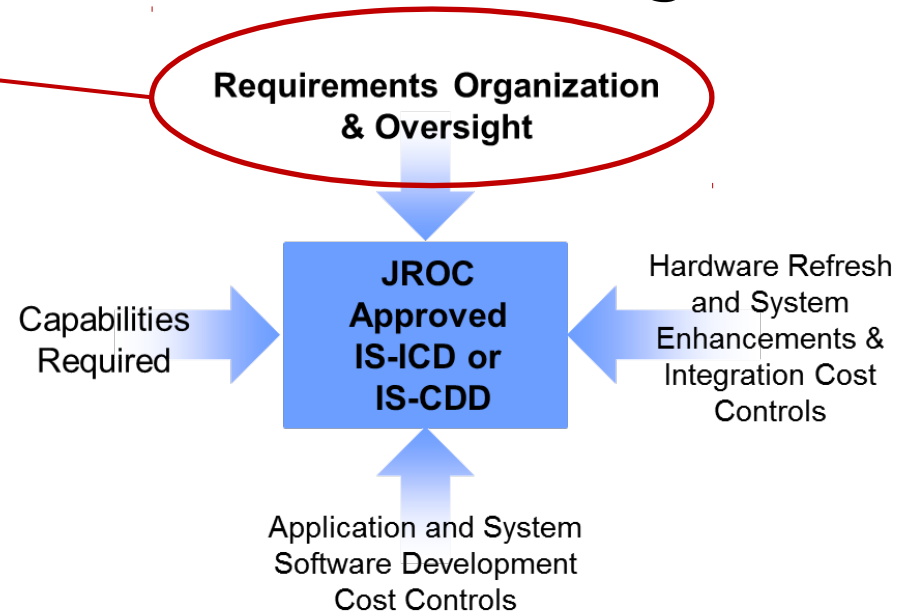 Requirements Organization
& Oversight
JROC
Approved
IS-ICD or
IS-CDD
Capabilities
Required
Hardware Refresh
and System
Enhancements &
Integration Cost
Controls
Application and System
Software Development
Cost Controls